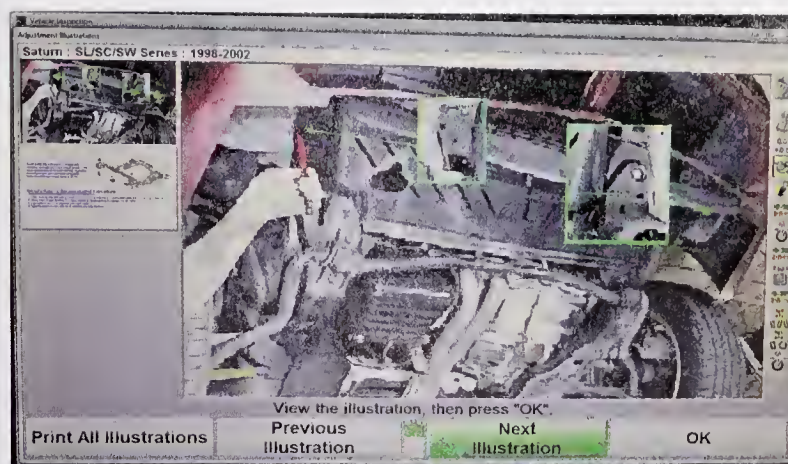 Vehicle Inspection
Adjustment Illustrations
Saturn : SL/SC/SW Series : 1998-2002
View the illustration, then press "OK".
Print All Illustrations
Previous
Illustration
Next
Illustration
OK